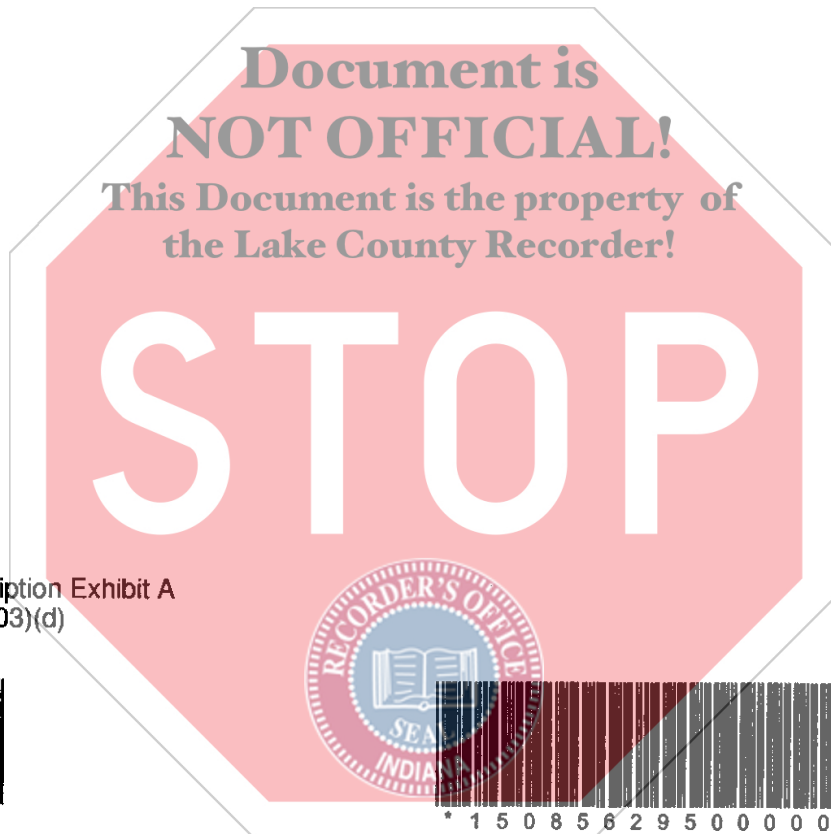 Document is
NOT OFFICIAL!
This Document is the property of
the Lake County Recorder!
STOP
Exhibit A
03)(d)
RECORDER'S OFFICE
SEAL
INDIANA
* 1 5 0 8 5 6 2 9 5 0 0 0 0 0